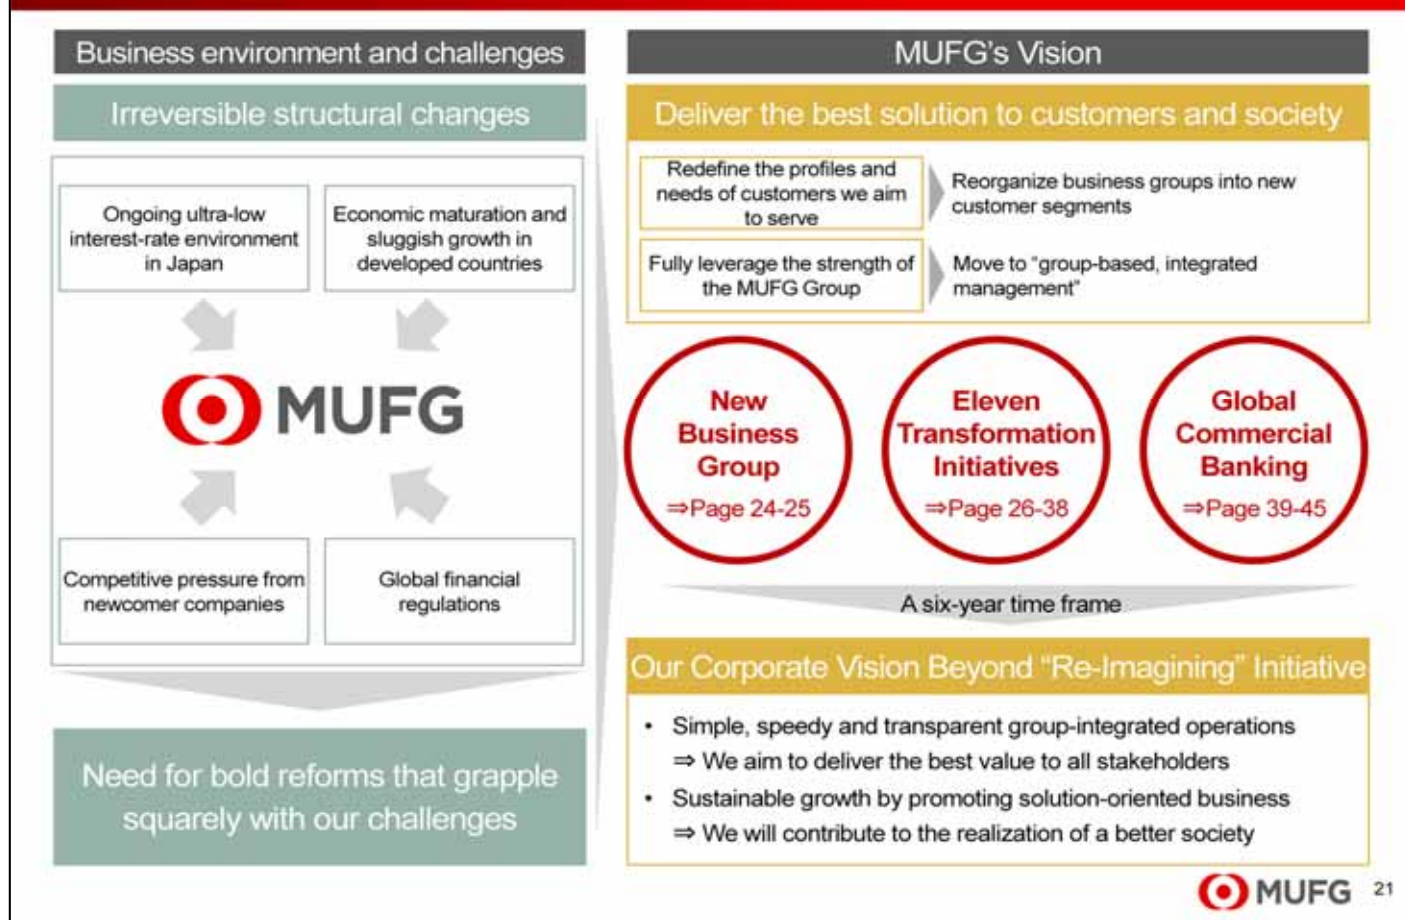 Business environment and challenges
Irreversible structural changes
Ongoing ultra-low
interest-rate environment
in Japan
Economic maturation and
sluggish growth in
developed countries
MUFG
Competitive pressure from
newcomer companies
Global financial
regulations
Need for bold reforms that grapple
squarely with our challenges
MUFG's Vision
Deliver the best solution to customers and society
Redefine the profiles and
needs of customers we aim
to serve
Reorganize business groups into new
customer segments
Fully leverage the strength of
the MUFG Group
Move to “group-based, integrated
management”
New
Business
Group
⇒Page 24-25
Eleven
Transformation
Initiatives
⇒Page 26-38
Global
Commercial
Banking
⇒Page 39-45
A six-year time frame
Our Corporate Vision Beyond “Re-Imagining” Initiative
• Simple, speedy and transparent group-integrated operations
⇒ We aim to deliver the best value to all stakeholders
• Sustainable growth by promoting solution-oriented business
⇒ We will contribute to the realization of a better society
MUFG 21